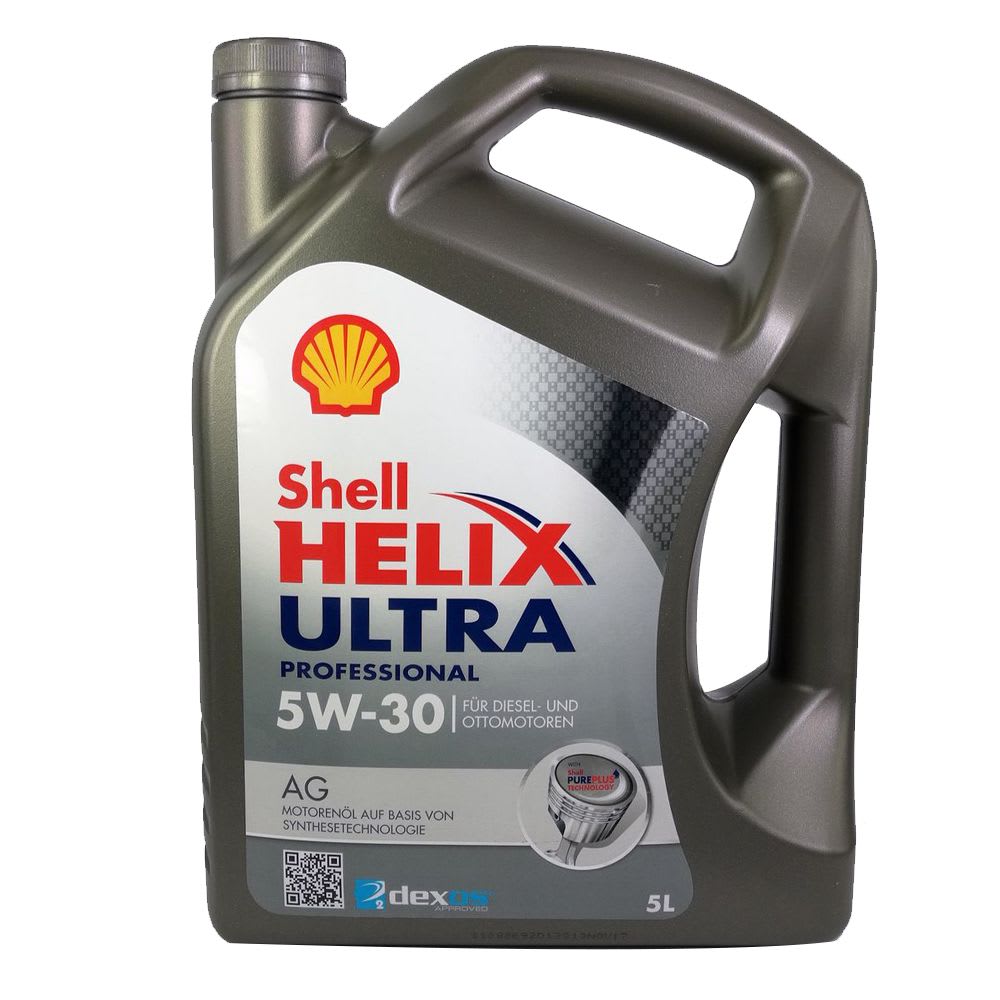 Shell
HELIX
ULTRA
PROFESSIONAL
5W-30
FÜR DIESEL- UND
OTTOMOTOREN
WITH
Shell
PUREPLUS
TECHNOLOGY
AG
MOTORENÖL AUF BASIS VON
SYNTHESETECHNOLOGIE
2 dexos
APPROVED
5L